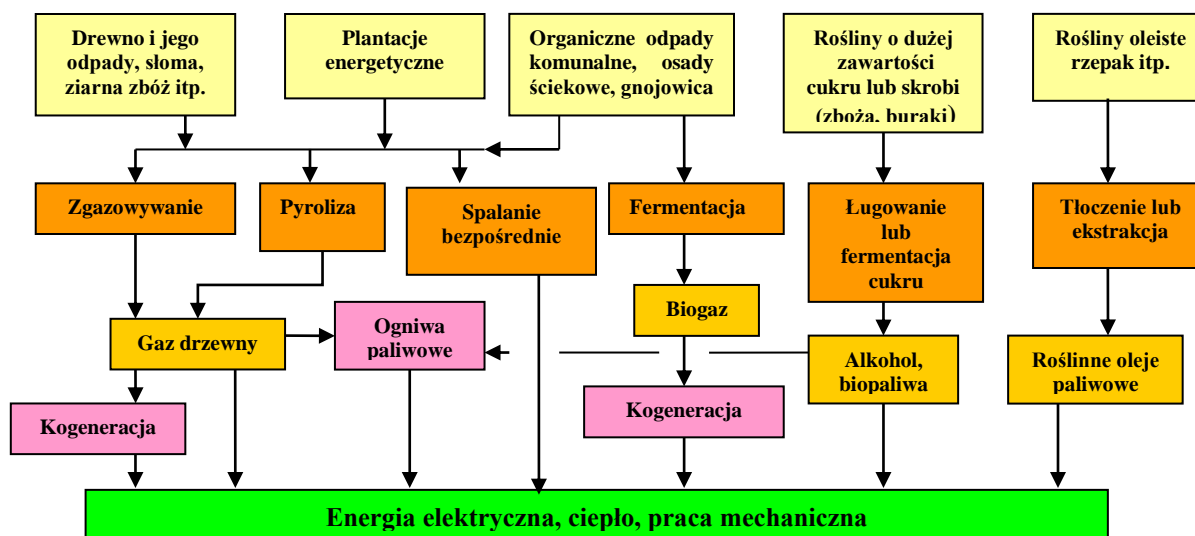 Drewno i jego
odpady, słoma,
ziarna zbóż itp.
Plantacje
energetyczne
Organiczne odpady
komunalne, osady
ściekowe, gnojowica
Rośliny o dużej
zawartości
cukru lub skrobi
(zboża, buraki)
Rośliny oleiste
rzepak itp.
Zgazowywanie
Pyroliza
Spalanie
bezpośrednie
Fermentacja
Ługowanie
lub
fermentacja
cukru
Tłoczenie lub
ekstrakcja
Gaz drzewny
Ogniwa
paliwowe
Biogaz
Alkohol,
biopaliwa
Roślinne oleje
paliwowe
Kogeneracja
Kogeneracja
Energia elektryczna, ciepło, praca mechaniczna